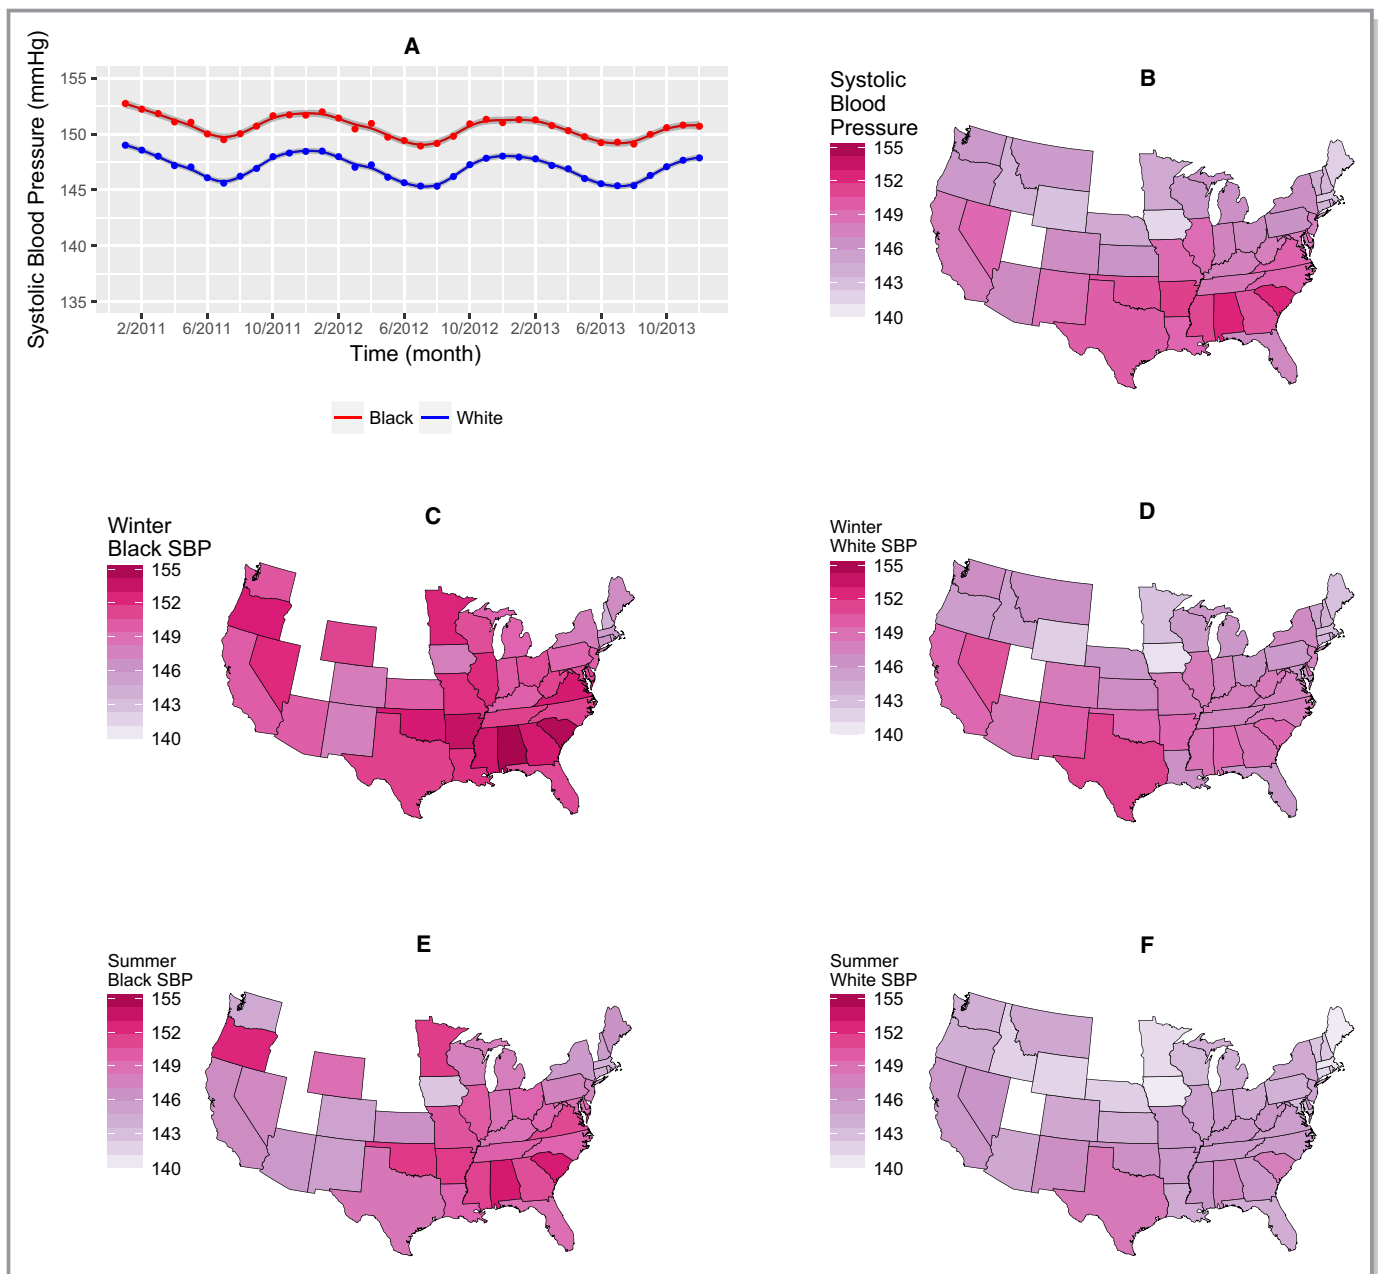 A
Systolic Blood Pressure (mmHg)
155
150
145
140
135
2/2011 6/2011 10/2011 2/2012 6/2012 10/2012 2/2013 6/2013 10/2013
Time (month)
Black White
B
Systolic
Blood
Pressure
155
152
149
146
143
140
C
Winter
Black SBP
155
152
149
146
143
140
D
Winter
White SBP
155
152
149
146
143
140
E
Summer
Black SBP
155
152
149
146
143
140
F
Summer
White SBP
155
152
149
146
143
140